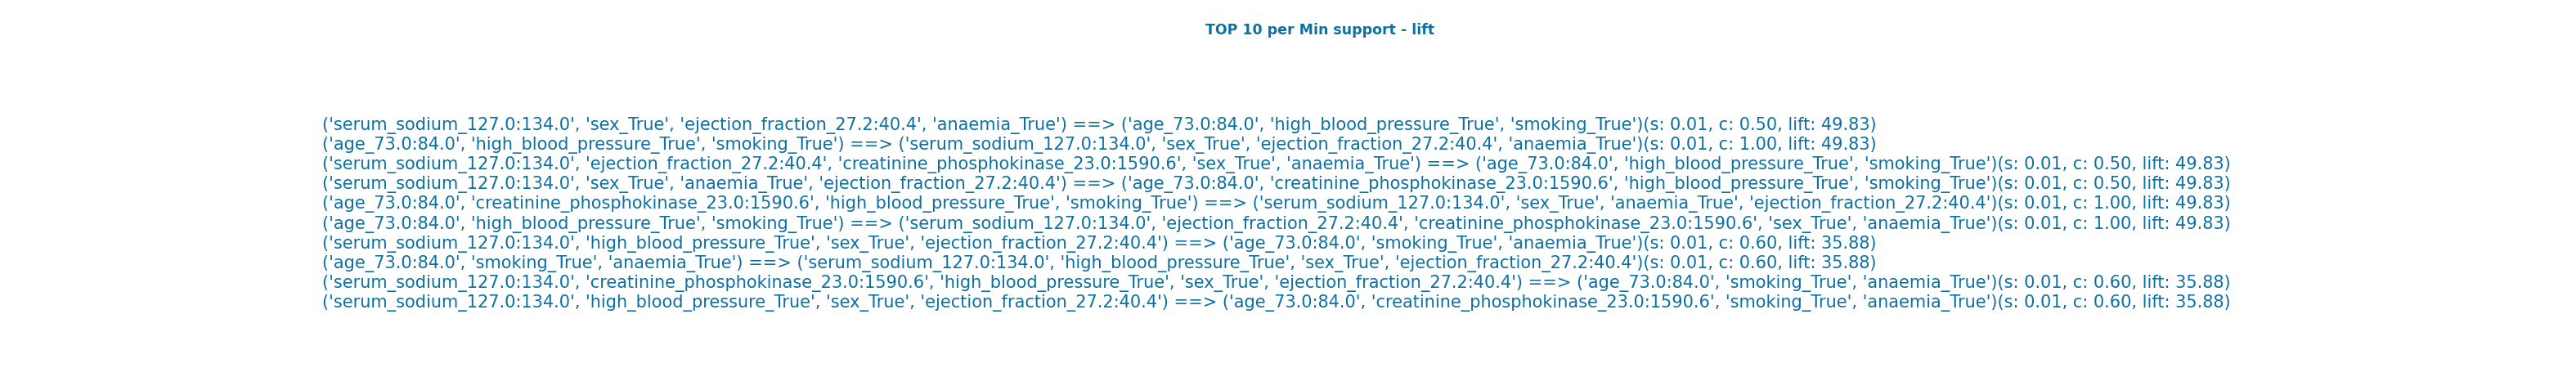 TOP 10 per Min support - lift
('serum_sodium_127.0:134.0', 'sex_True', 'ejection_fraction_27.2:40.4', 'anaemia_True') ==> ('age_73.0:84.0', 'high_blood_pressure_True', 'smoking_True')(s: 0.01, c: 0.50, lift: 49.83)
('age_73.0:84.0', 'high_blood_pressure_True', 'smoking_True') ==> ('serum_sodium_127.0:134.0', 'sex_True', 'ejection_fraction_27.2:40.4', 'anaemia_True')(s: 0.01, c: 1.00, lift: 49.83)
('serum_sodium_127.0:134.0', 'ejection_fraction_27.2:40.4', 'creatinine_phosphokinase_23.0:1590.6', 'sex_True', 'anaemia_True') ==> ('age_73.0:84.0', 'high_blood_pressure_True', 'smoking_True')(s: 0.01, c: 0.50, lift: 49.83)
('serum_sodium_127.0:134.0', 'sex_True', 'anaemia_True', 'ejection_fraction_27.2:40.4') ==> ('age_73.0:84.0', 'creatinine_phosphokinase_23.0:1590.6', 'high_blood_pressure_True', 'smoking_True')(s: 0.01, c: 0.50, lift: 49.83)
('age_73.0:84.0', 'creatinine_phosphokinase_23.0:1590.6', 'high_blood_pressure_True', 'smoking_True') ==> ('serum_sodium_127.0:134.0', 'sex_True', 'anaemia_True', 'ejection_fraction_27.2:40.4')(s: 0.01, c: 1.00, lift: 49.83)
('age_73.0:84.0', 'high_blood_pressure_True', 'smoking_True') ==> ('serum_sodium_127.0:134.0', 'ejection_fraction_27.2:40.4', 'creatinine_phosphokinase_23.0:1590.6', 'sex_True', 'anaemia_True')(s: 0.01, c: 1.00, lift: 49.83)
('serum_sodium_127.0:134.0', 'high_blood_pressure_True', 'sex_True', 'ejection_fraction_27.2:40.4') ==> ('age_73.0:84.0', 'smoking_True', 'anaemia_True')(s: 0.01, c: 0.60, lift: 35.88)
('age_73.0:84.0', 'smoking_True', 'anaemia_True') ==> ('serum_sodium_127.0:134.0', 'high_blood_pressure_True', 'sex_True', 'ejection_fraction_27.2:40.4')(s: 0.01, c: 0.60, lift: 35.88)
('serum_sodium_127.0:134.0', 'creatinine_phosphokinase_23.0:1590.6', 'high_blood_pressure_True', 'sex_True', 'ejection_fraction_27.2:40.4') ==> ('age_73.0:84.0', 'smoking_True', 'anaemia_True')(s: 0.01, c: 0.60, lift: 35.88)
('serum_sodium_127.0:134.0', 'high_blood_pressure_True', 'sex_True', 'ejection_fraction_27.2:40.4') ==> ('age_73.0:84.0', 'creatinine_phosphokinase_23.0:1590.6', 'smoking_True', 'anaemia_True')(s: 0.01, c: 0.60, lift: 35.88)